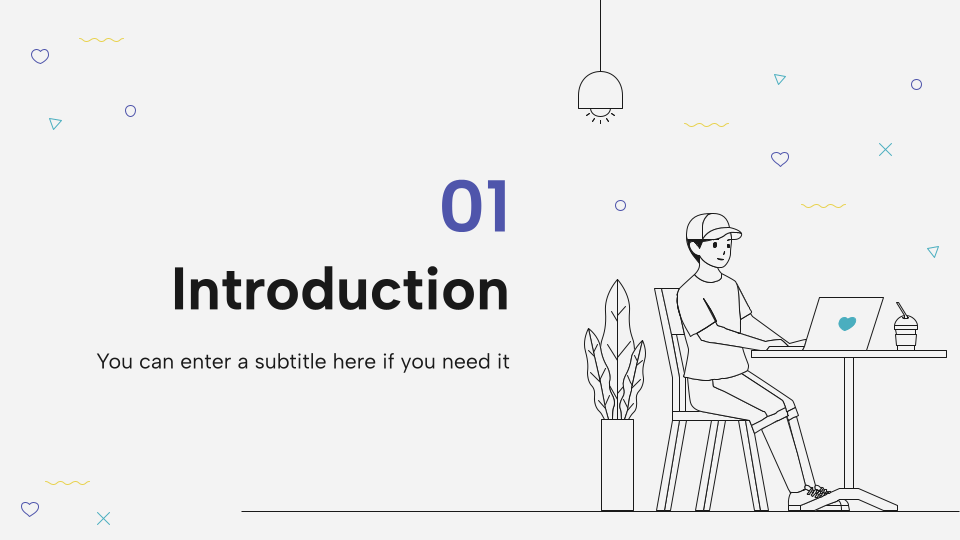 01
Introduction
You can enter a subtitle here if you need it